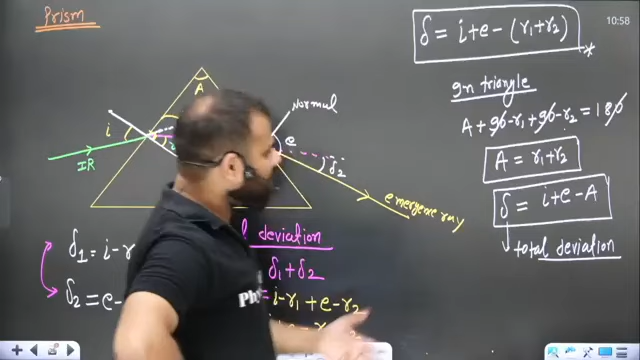 Prism
10:58
δ = i+e-(r₁+r₂)
In triangle
A + 90-r₁+90-r₂ = 180
A = r₁+r₂
δ = i+e-A
total deviation
A
Normal
i
e
IR
δ₂
emergence ray
δ₁ = i-r
δ₂ = e-
deviation
δ₁+δ₂
= i-r₁+e-r₂
Ph